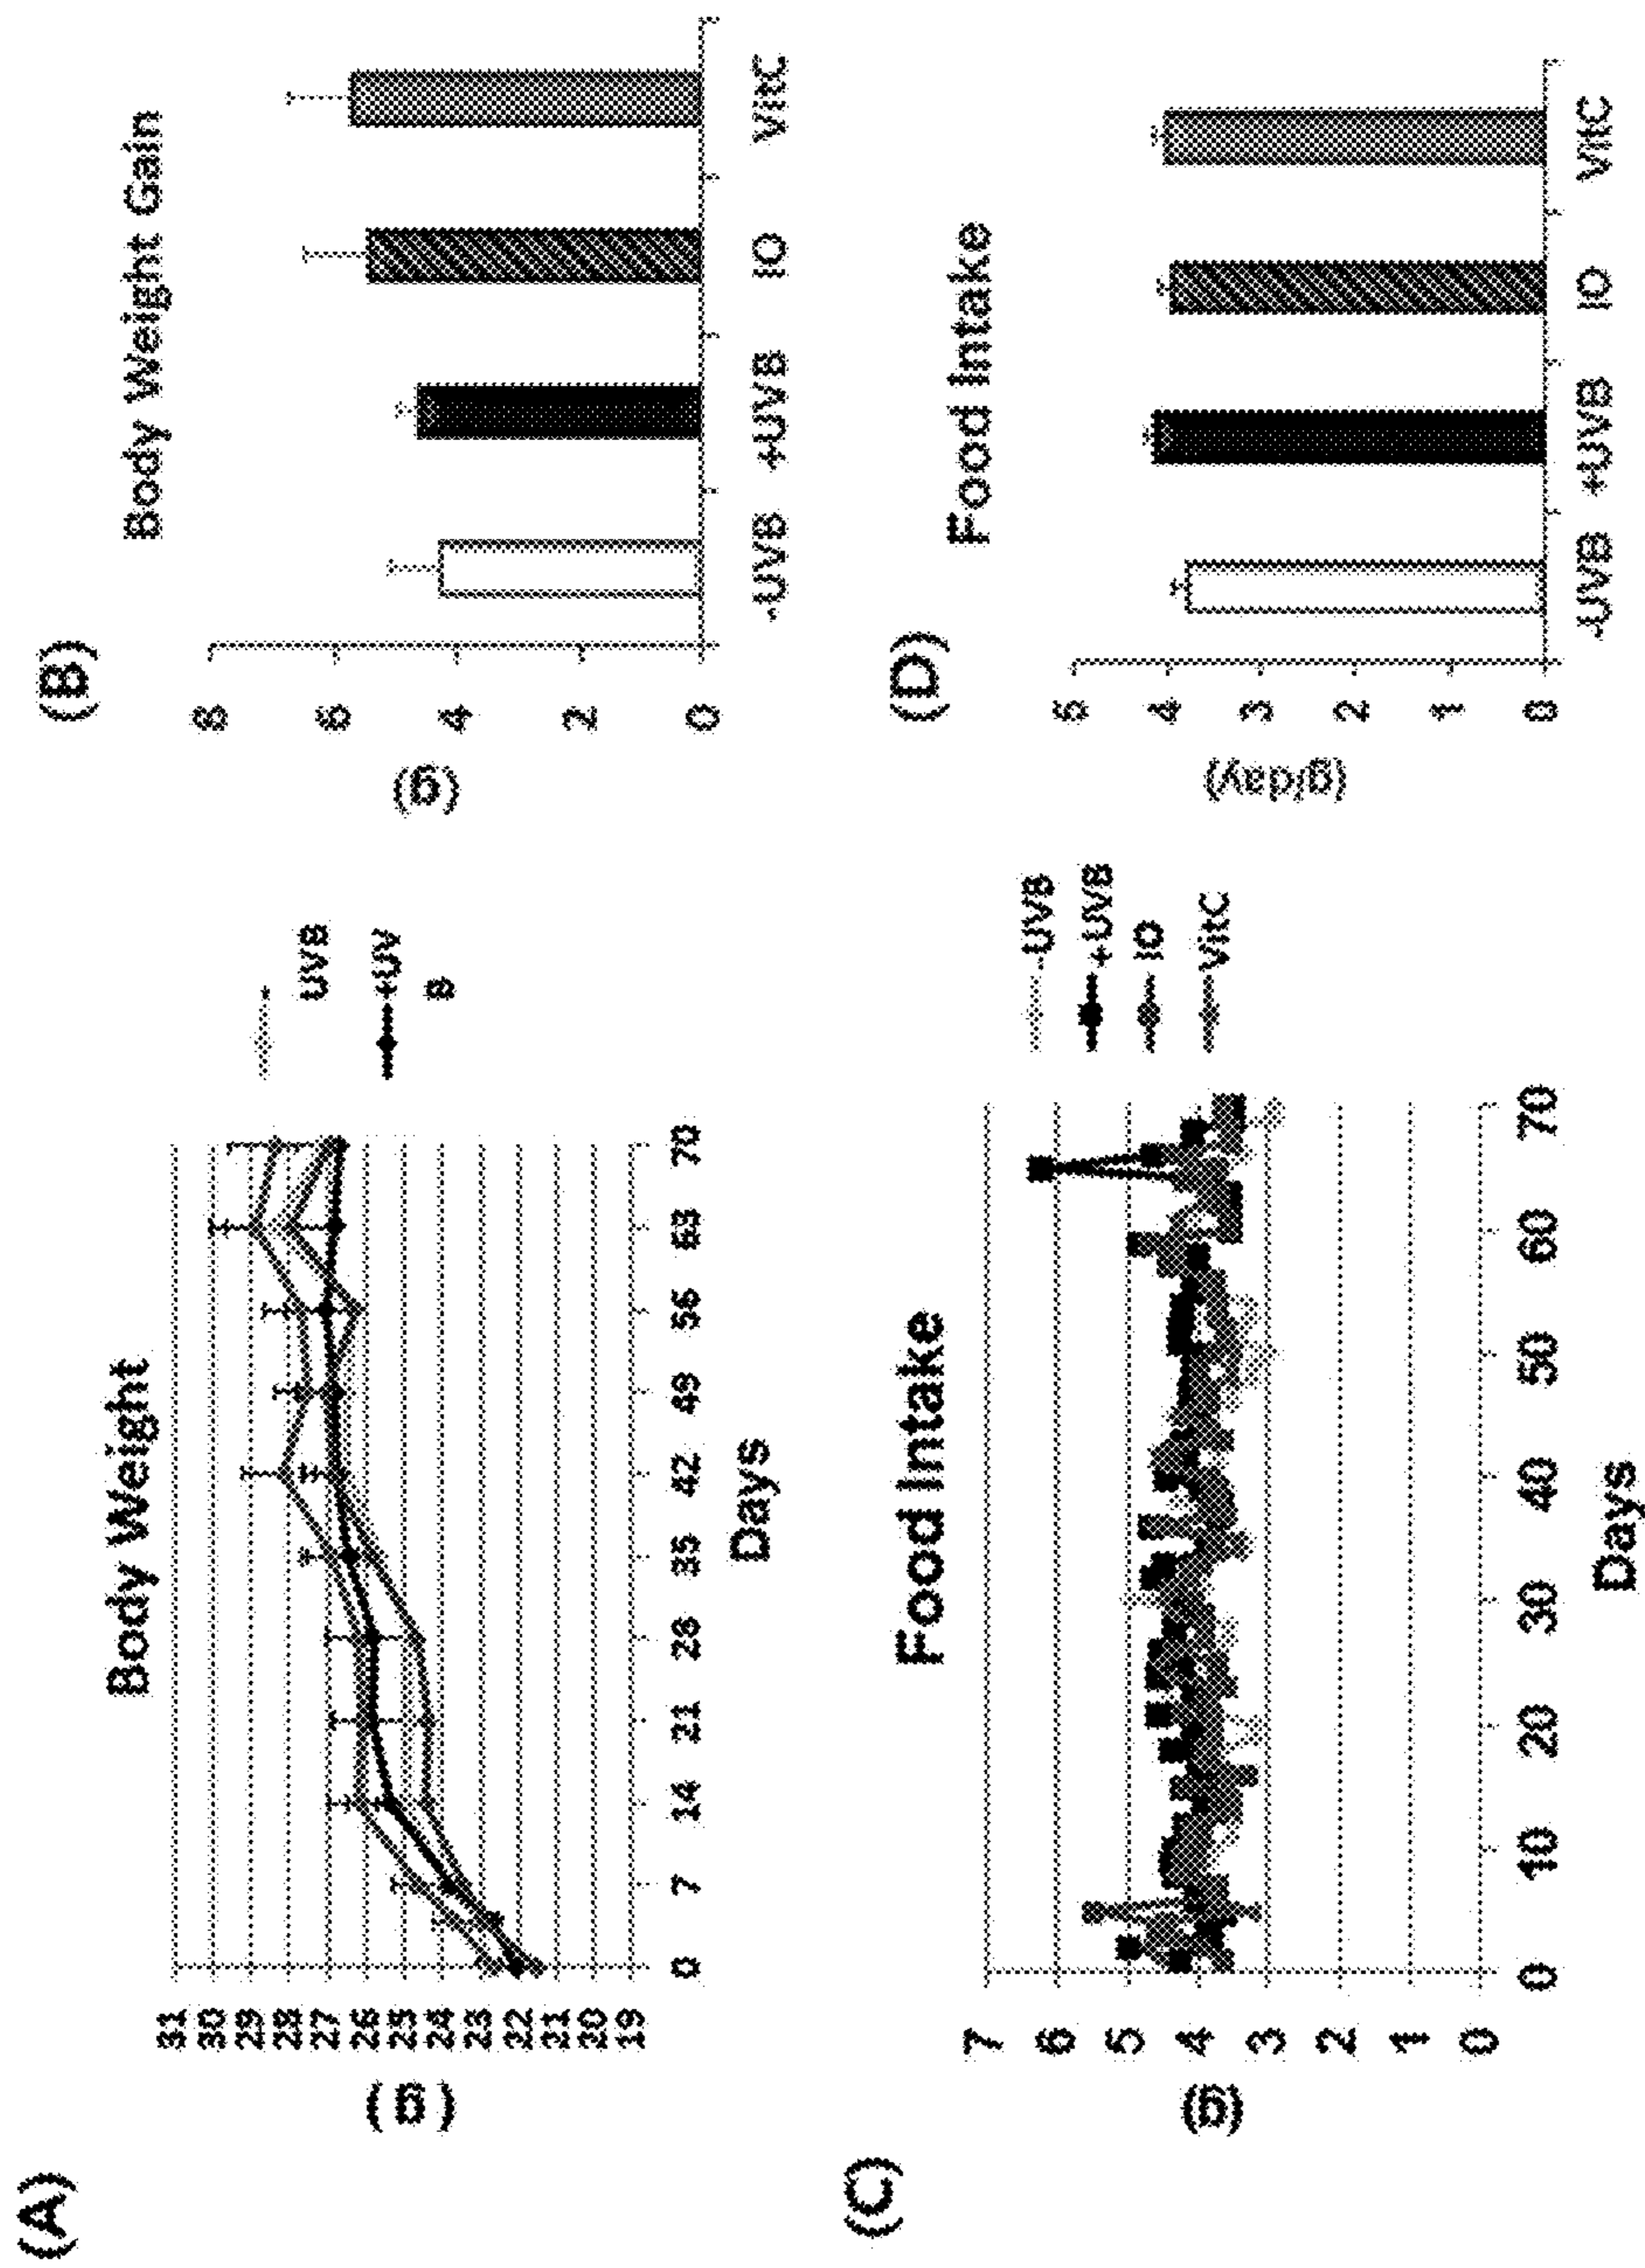 (A)
Body Weight
(g)
31
30
29
28
27
26
25
24
23
22
21
20
19
0 7 14 21 28 35 42 49 56 63 70
Days
-
UVB
+UV
B
(B)
Body Weight Gain
(g)
8
6
4
2
0
-UVB +UVB IO VitC
(C)
Food Intake
(g)
7
6
5
4
3
2
1
0
0 10 20 30 40 50 60 70
Days
-UVB
+UVB
IO
VitC
(D)
Food Intake
(g/day)
5
4
3
2
1
0
-UVB +UVB IO VitC